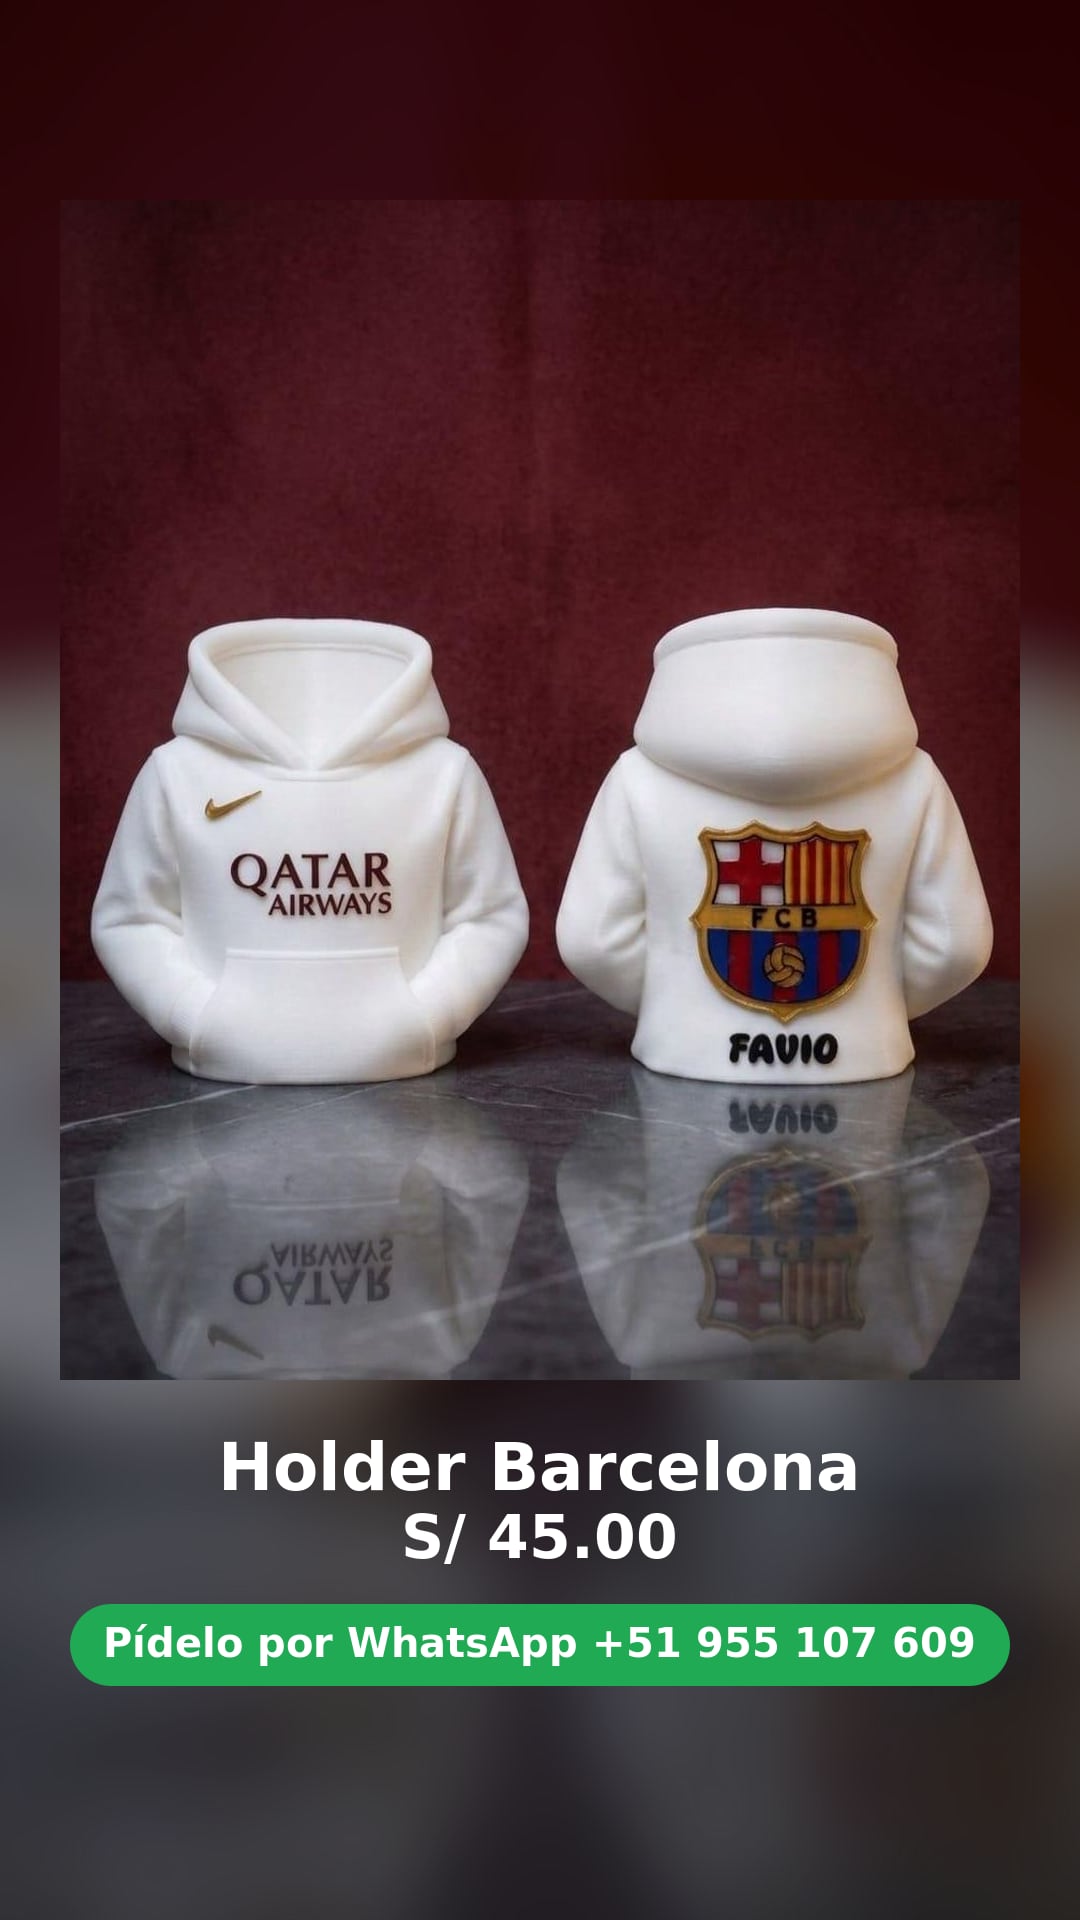 QATAR
AIRWAYS
FCB
FAVIO
Holder Barcelona
S/ 45.00
Pídelo por WhatsApp +51 955 107 609